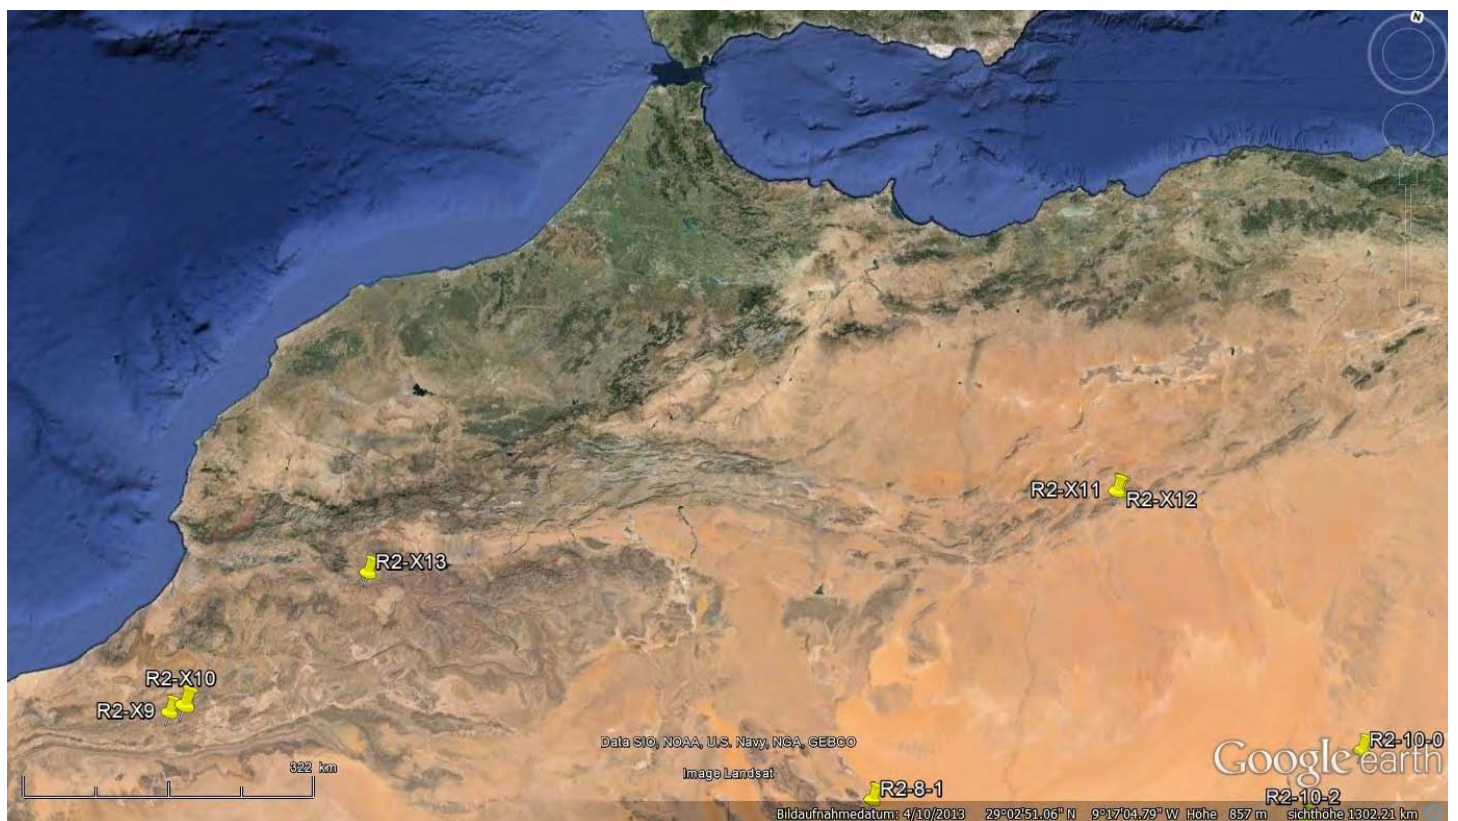 N
R2-X11
R2-X12
R2-X13
R2-X10
R2-X9
Data SIO, NOAA, U.S. Navy, NGA, GEBCO
Image Landsat
322 km
R2-10-0
Google earth
R2-8-1
R2-10-2
Bildaufnahmedatum: 4/10/2013 29°02'51.06" N 9°17'04.79" W Höhe 857 m sichthöhe 1302.21 km